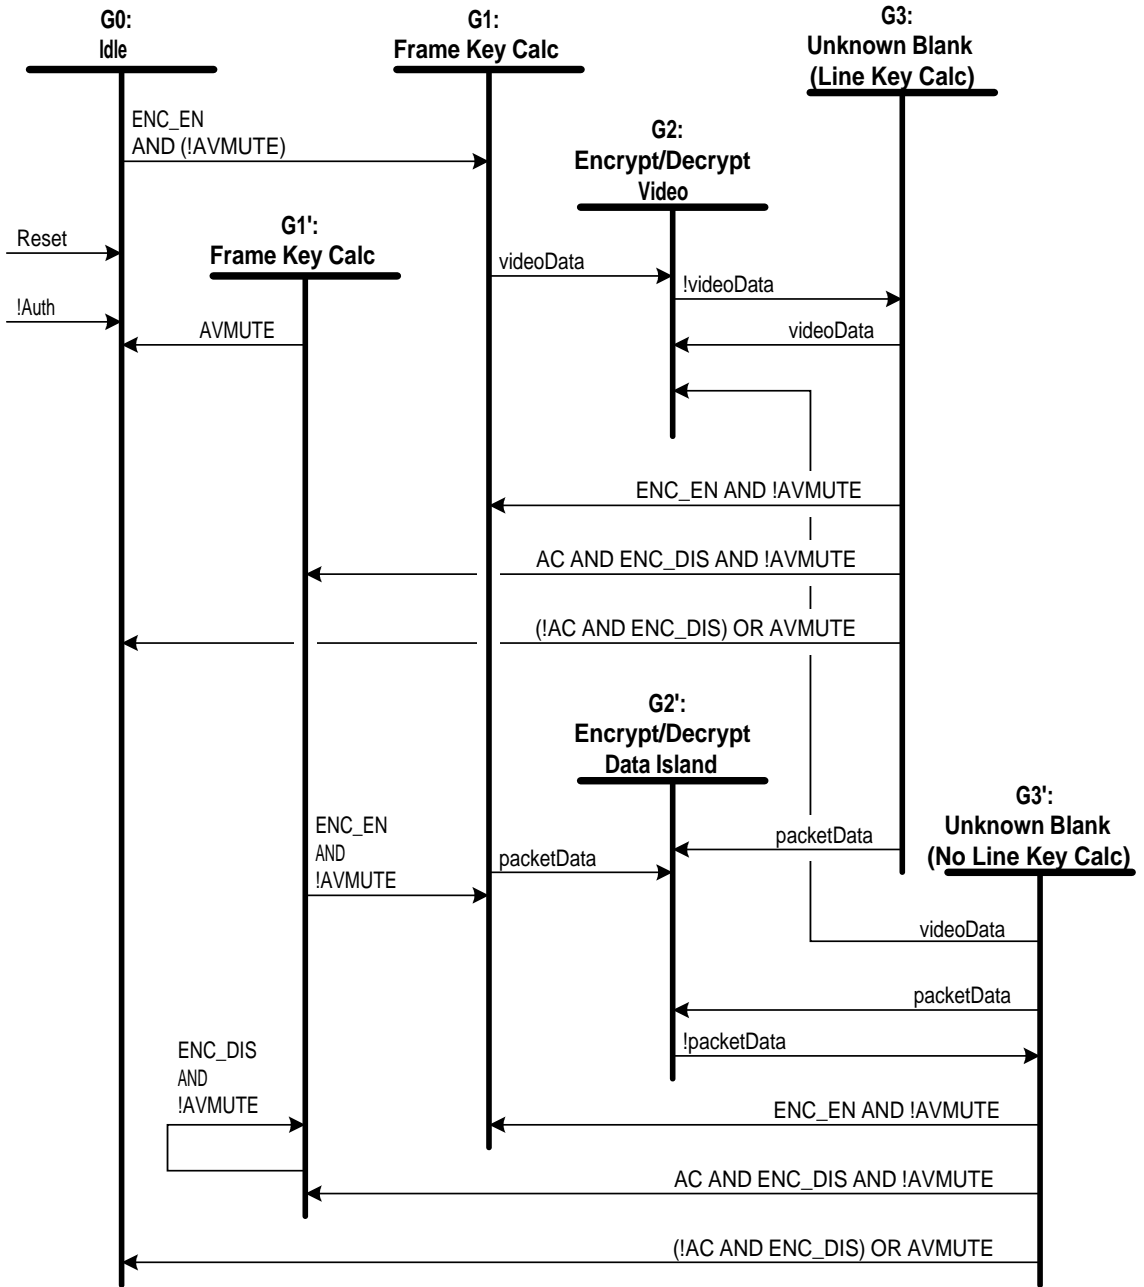 G0:
Idle
G1:
Frame Key Calc
G3:
Unknown Blank
(Line Key Calc)
ENC_EN
AND (!AVMUTE)
G2:
Encrypt/Decrypt
Video
Reset
G1':
Frame Key Calc
videoData
!videoData
!Auth
AVMUTE
videoData
ENC_EN AND !AVMUTE
AC AND ENC_DIS AND !AVMUTE
(!AC AND ENC_DIS) OR AVMUTE
G2':
Encrypt/Decrypt
Data Island
G3':
Unknown Blank
(No Line Key Calc)
ENC_EN
AND
!AVMUTE
packetData
packetData
videoData
packetData
!packetData
ENC_DIS
AND
!AVMUTE
ENC_EN AND !AVMUTE
AC AND ENC_DIS AND !AVMUTE
(!AC AND ENC_DIS) OR AVMUTE